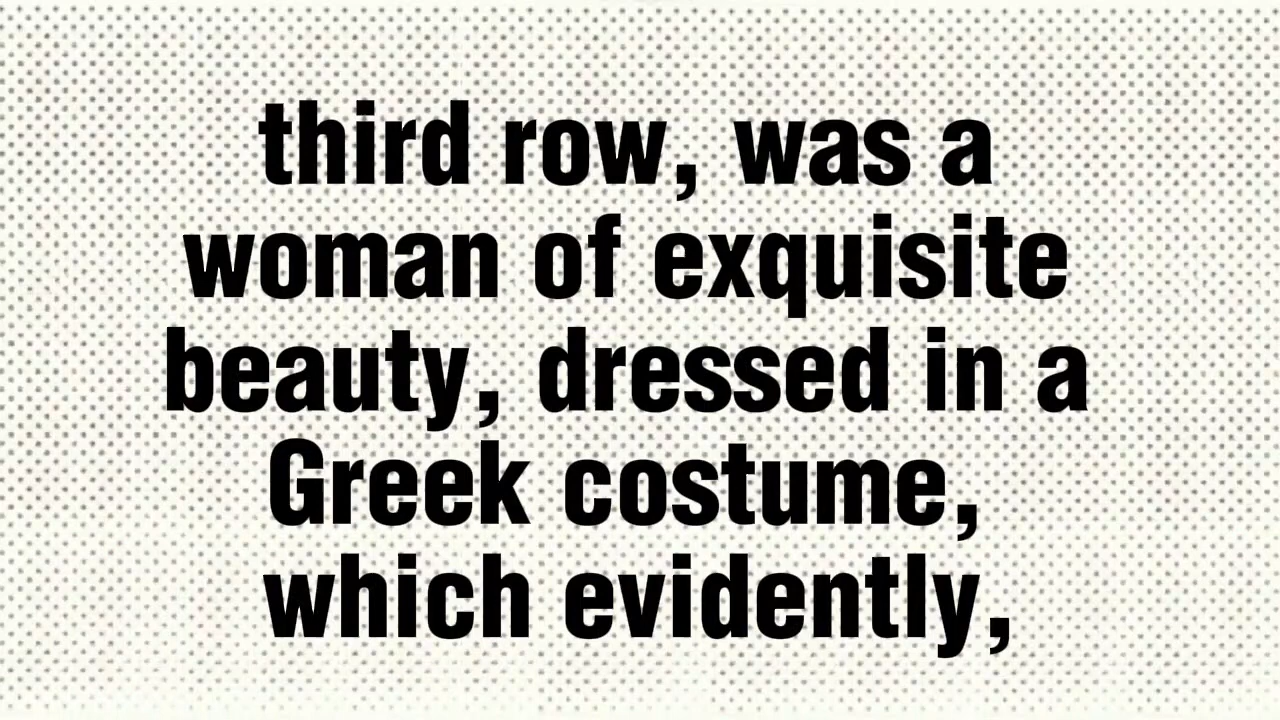 third row, was a
woman of exquisite
beauty, dressed in a
Greek costume,
which evidently,